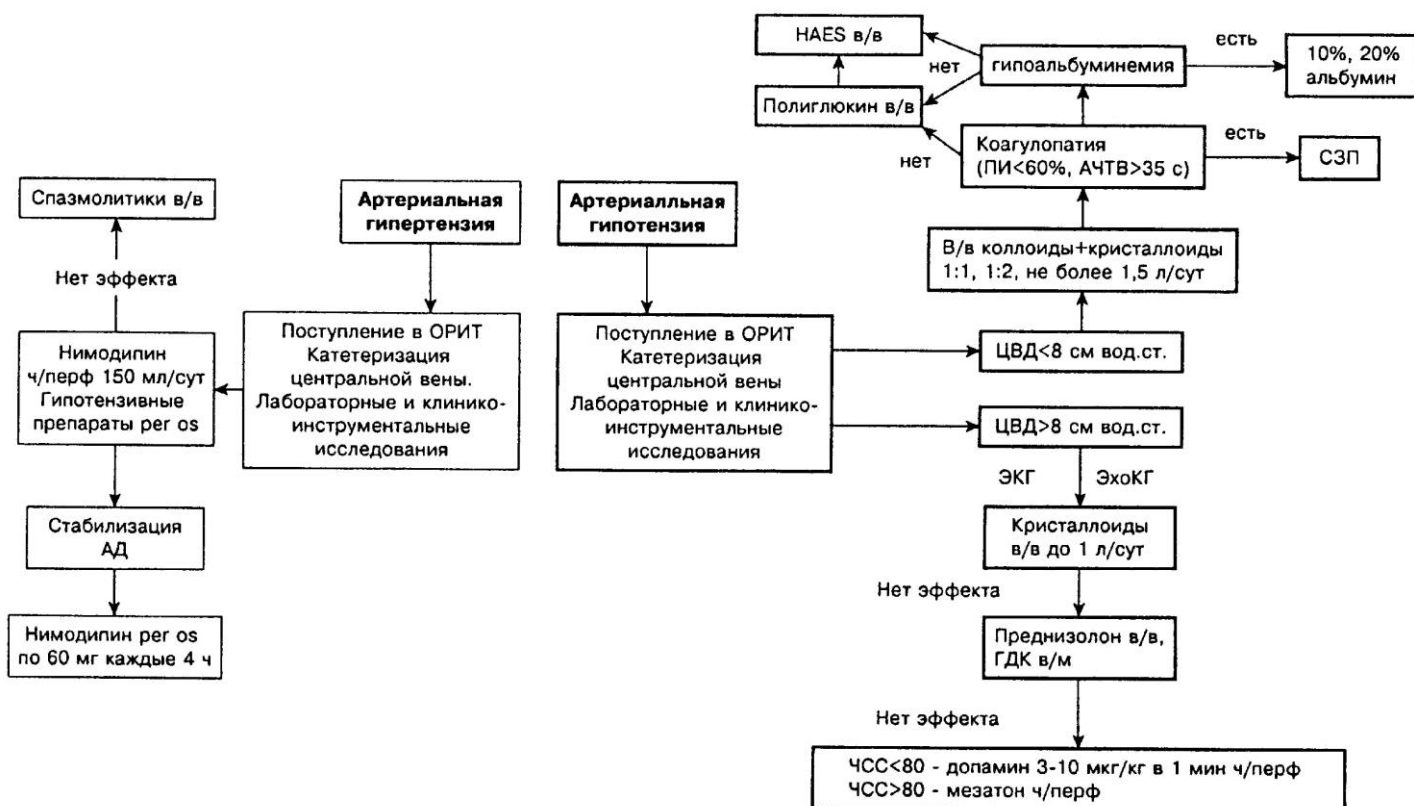 HAES в/в
есть
нет
гипоальбуминемия
10%, 20%
альбумин
Полиглюкин в/в
нет
Коагулопатия
(ПИ<60%, АЧТВ>35 с)
есть
СЗП
Спазмолитики в/в
Артериальная
гипертензия
Артериалльная
гипотензия
В/в коллоиды+кристаллоиды
1:1, 1:2, не более 1,5 л/сут
Нет эффекта
Нимодипин
ч/перф 150 мл/сут
Гипотензивные
препараты per os
Поступление в ОРИТ
Катетеризация
центральной вены.
Лабораторные и клинико-
инструментальные
исследования
Поступление в ОРИТ
Катетеризация
центральной вены
Лабораторные и клинико-
инструментальные
исследования
ЦВД<8 см вод.ст.
ЦВД>8 см вод.ст.
ЭКГ
ЭхоКГ
Стабилизация
АД
Кристаллоиды
в/в до 1 л/сут
Нет эффекта
Нимодипин per os
по 60 мг каждые 4 ч
Преднизолон в/в,
ГДК в/м
Нет эффекта
ЧСС<80 - допамин 3-10 мкг/кг в 1 мин ч/перф
ЧСС>80 - мезатон ч/перф